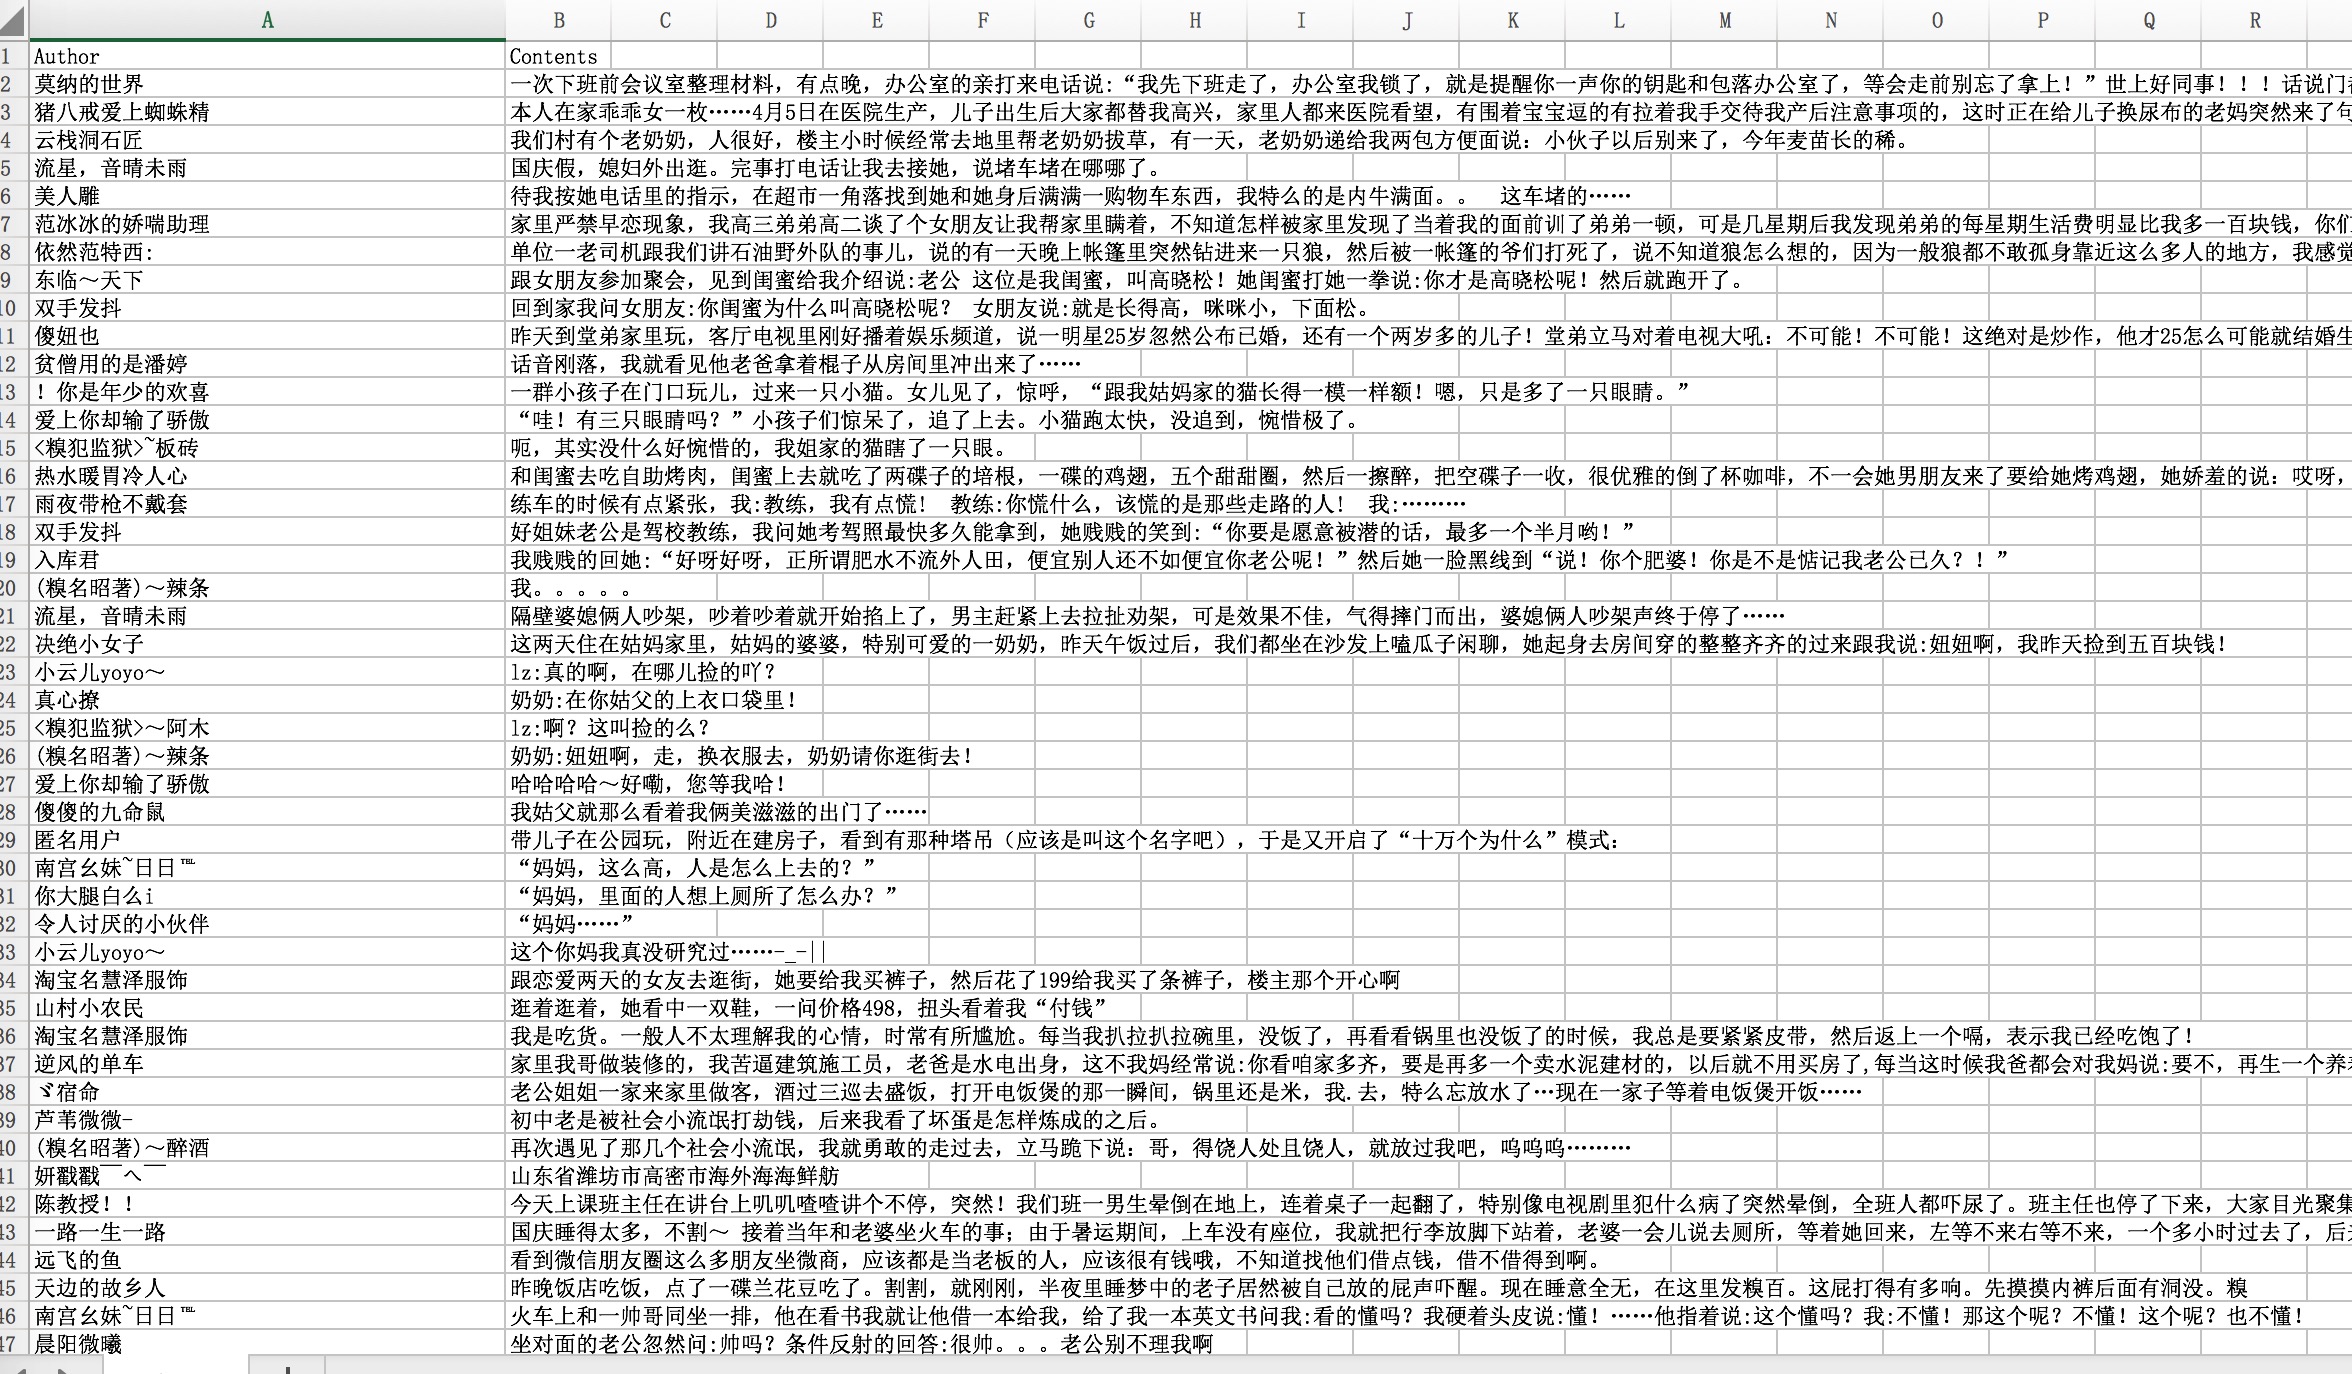 A B C D E F G H I J K L M N O P Q R
1 Author Contents
2 莫纳的世界 一次下班前会议室整理材料，有点晚，办公室的亲打来电话说：“我先下班走了，办公室我锁了，就是提醒你一声你的钥匙和包落办公室了，等会走前别忘了拿上！”世上好同事！！！话说门
3 猪八戒爱上蜘蛛精 本人在家乖乖女一枚……4月5日在医院生产，儿子出生后大家都替我高兴，家里人都来医院看望，有围着宝宝逗的有拉着我手交待我产后注意事项的，这时正在给儿子换尿布的老妈突然来了句
4 云栈洞石匠 我们村有个老奶奶，人很好，楼主小时候经常去地里帮老奶奶拔草，有一天，老奶奶递给我两包方便面说：小伙子以后别来了，今年麦苗长的稀。
5 流星，音晴未雨 国庆假，媳妇外出逛。完事打电话让我去接她，说堵车堵在哪哪了。
6 美人雕 待我按她电话里的指示，在超市一角落找到她和她身后满满一购物车东西，我特么的是内牛满面。。 这车堵的……
7 范冰冰的娇喘助理 家里严禁早恋现象，我高三弟弟高二谈了个女朋友让我帮家里瞒着，不知道怎样被家里发现了当着我的面前训了弟弟一顿，可是几星期后我发现弟弟的每星期生活费明显比我多一百块钱，你们
8 依然范特西: 单位一老司机跟我们讲石油野外队的事儿，说的有一天晚上帐篷里突然钻进来一只狼，然后被一帐篷的爷们打死了，说不知道狼怎么想的，因为一般狼都不敢孤身靠近这么多人的地方，我感觉
9 东临～天下 跟女朋友参加聚会，见到闺蜜给我介绍说:老公 这位是我闺蜜，叫高晓松！她闺蜜打她一拳说:你才是高晓松呢！然后就跑开了。
10 双手发抖 回到家我问女朋友:你闺蜜为什么叫高晓松呢？ 女朋友说:就是长得高，咪咪小，下面松。
11 傻妞也 昨天到堂弟家里玩，客厅电视里刚好播着娱乐频道，说一明星25岁忽然公布已婚，还有一个两岁多的儿子！堂弟立马对着电视大吼：不可能！不可能！这绝对是炒作，他才25怎么可能就结婚生
12 贫僧用的是潘婷 话音刚落，我就看见他老爸拿着棍子从房间里冲出来了……
13 ！你是年少的欢喜 一群小孩子在门口玩儿，过来一只小猫。女儿见了，惊呼，“跟我姑妈家的猫长得一模一样额！嗯，只是多了一只眼睛。”
14 爱上你却输了骄傲 “哇！有三只眼睛吗？”小孩子们惊呆了，追了上去。小猫跑太快，没追到，惋惜极了。
15 <糗犯监狱>~板砖 呃，其实没什么好惋惜的，我姐家的猫瞎了一只眼。
16 热水暖胃冷人心 和闺蜜去吃自助烤肉，闺蜜上去就吃了两碟子的培根，一碟的鸡翅，五个甜甜圈，然后一擦醉，把空碟子一收，很优雅的倒了杯咖啡，不一会她男朋友来了要给她烤鸡翅，她娇羞的说：哎呀，
17 雨夜带枪不戴套 练车的时候有点紧张，我:教练，我有点慌！ 教练:你慌什么，该慌的是那些走路的人！ 我:………
18 双手发抖 好姐妹老公是驾校教练，我问她考驾照最快多久能拿到，她贱贱的笑到:“你要是愿意被潜的话，最多一个半月哟！”
19 入库君 我贱贱的回她:“好呀好呀，正所谓肥水不流外人田，便宜别人还不如便宜你老公呢！”然后她一脸黑线到“说！你个肥婆！你是不是惦记我老公已久？！”
20 (糗名昭著)～辣条 我。。。。。
21 流星，音晴未雨 隔壁婆媳俩人吵架，吵着吵着就开始掐上了，男主赶紧上去拉扯劝架，可是效果不佳，气得摔门而出，婆媳俩人吵架声终于停了……
22 决绝小女子 这两天住在姑妈家里，姑妈的婆婆，特别可爱的一奶奶，昨天午饭过后，我们都坐在沙发上嗑瓜子闲聊，她起身去房间穿的整整齐齐的过来跟我说:妞妞啊，我昨天捡到五百块钱！
23 小云儿yoyo～ lz:真的啊，在哪儿捡的吖？
24 真心撩 奶奶:在你姑父的上衣口袋里！
25 <糗犯监狱>～阿木 lz:啊？这叫捡的么？
26 (糗名昭著)～辣条 奶奶:妞妞啊，走，换衣服去，奶奶请你逛街去！
27 爱上你却输了骄傲 哈哈哈哈～好嘞，您等我哈！
28 傻傻的九命鼠 我姑父就那么看着我俩美滋滋的出门了……
29 匿名用户 带儿子在公园玩，附近在建房子，看到有那种塔吊（应该是叫这个名字吧），于是又开启了“十万个为什么”模式：
30 南宫幺妹~日日℡ “妈妈，这么高，人是怎么上去的？”
31 你大腿白么i “妈妈，里面的人想上厕所了怎么办？”
32 令人讨厌的小伙伴 “妈妈……”
33 小云儿yoyo～ 这个你妈我真没研究过……-_-||
34 淘宝名慧泽服饰 跟恋爱两天的女友去逛街，她要给我买裤子，然后花了199给我买了条裤子，楼主那个开心啊
35 山村小农民 逛着逛着，她看中一双鞋，一问价格498，扭头看着我“付钱”
36 淘宝名慧泽服饰 我是吃货。一般人不太理解我的心情，时常有所尴尬。每当我扒拉扒拉碗里，没饭了，再看看锅里也没饭了的时候，我总是要紧紧皮带，然后返上一个嗝，表示我已经吃饱了！
37 逆风的单车 家里我哥做装修的，我苦逼建筑施工员，老爸是水电出身，这不我妈经常说:你看咱家多齐，要是再多一个卖水泥建材的，以后就不用买房了,每当这时候我爸都会对我妈说:要不，再生一个养
38 ゞ宿命 老公姐姐一家来家里做客，酒过三巡去盛饭，打开电饭煲的那一瞬间，锅里还是米，我.去，特么忘放水了…现在一家子等着电饭煲开饭……
39 芦苇微微- 初中老是被社会小流氓打劫钱，后来我看了坏蛋是怎样炼成的之后。
40 (糗名昭著)～醉酒 再次遇见了那几个社会小流氓，我就勇敢的走过去，立马跪下说：哥，得饶人处且饶人，就放过我吧，呜呜呜………
41 妍戳戳￣へ￣ 山东省潍坊市高密市海外海海鲜舫
42 陈教授！！ 今天上课班主任在讲台上叽叽喳喳讲个不停，突然！我们班一男生晕倒在地上，连着桌子一起翻了，特别像电视剧里犯什么病了突然晕倒，全班人都吓尿了。班主任也停了下来，大家目光聚集
43 一路一生一路 国庆睡得太多，不割～ 接着当年和老婆坐火车的事；由于暑运期间，上车没有座位，我就把行李放脚下站着，老婆一会儿说去厕所，等着她回来，左等不来右等不来，一个多小时过去了，后
44 远飞的鱼 看到微信朋友圈这么多朋友坐微商，应该都是当老板的人，应该很有钱哦，不知道找他们借点钱，借不借得到啊。
45 天边的故乡人 昨晚饭店吃饭，点了一碟兰花豆吃了。割割，就刚刚，半夜里睡梦中的老子居然被自己放的屁声吓醒。现在睡意全无，在这里发糗百。这屁打得有多响。先摸摸内裤后面有洞没。糗
46 南宫幺妹~日日℡ 火车上和一帅哥同坐一排，他在看书我就让他借一本给我，给了我一本英文书问我:看的懂吗？我硬着头皮说:懂！……他指着说:这个懂吗？我:不懂！那这个呢？不懂！这个呢？也不懂！
47 晨阳微曦 坐对面的老公忽然问:帅吗？条件反射的回答:很帅。。。老公别不理我啊